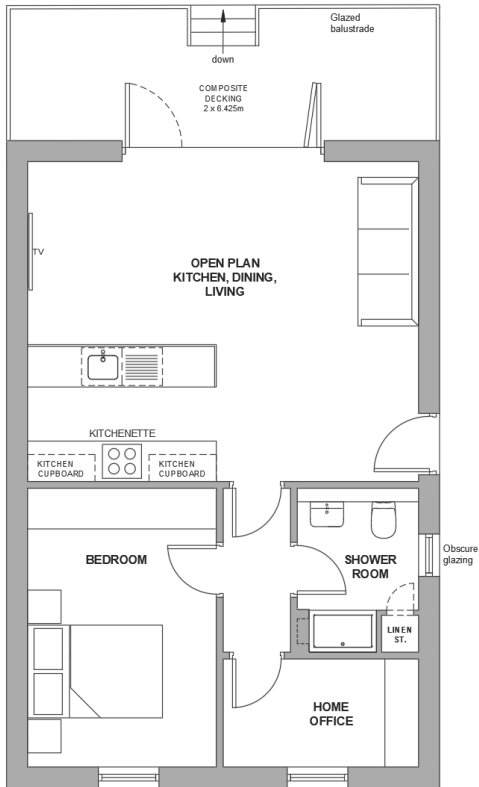 Glazed
balustrade
down
COMPOSITE
DECKING
2 x 6.425m
TV
OPEN PLAN
KITCHEN, DINING,
LIVING
KITCHENETTE
KITCHEN
CUPBOARD
KITCHEN
CUPBOARD
BEDROOM
SHOWER
ROOM
Obscure
glazing
LINEN
ST.
HOME
OFFICE